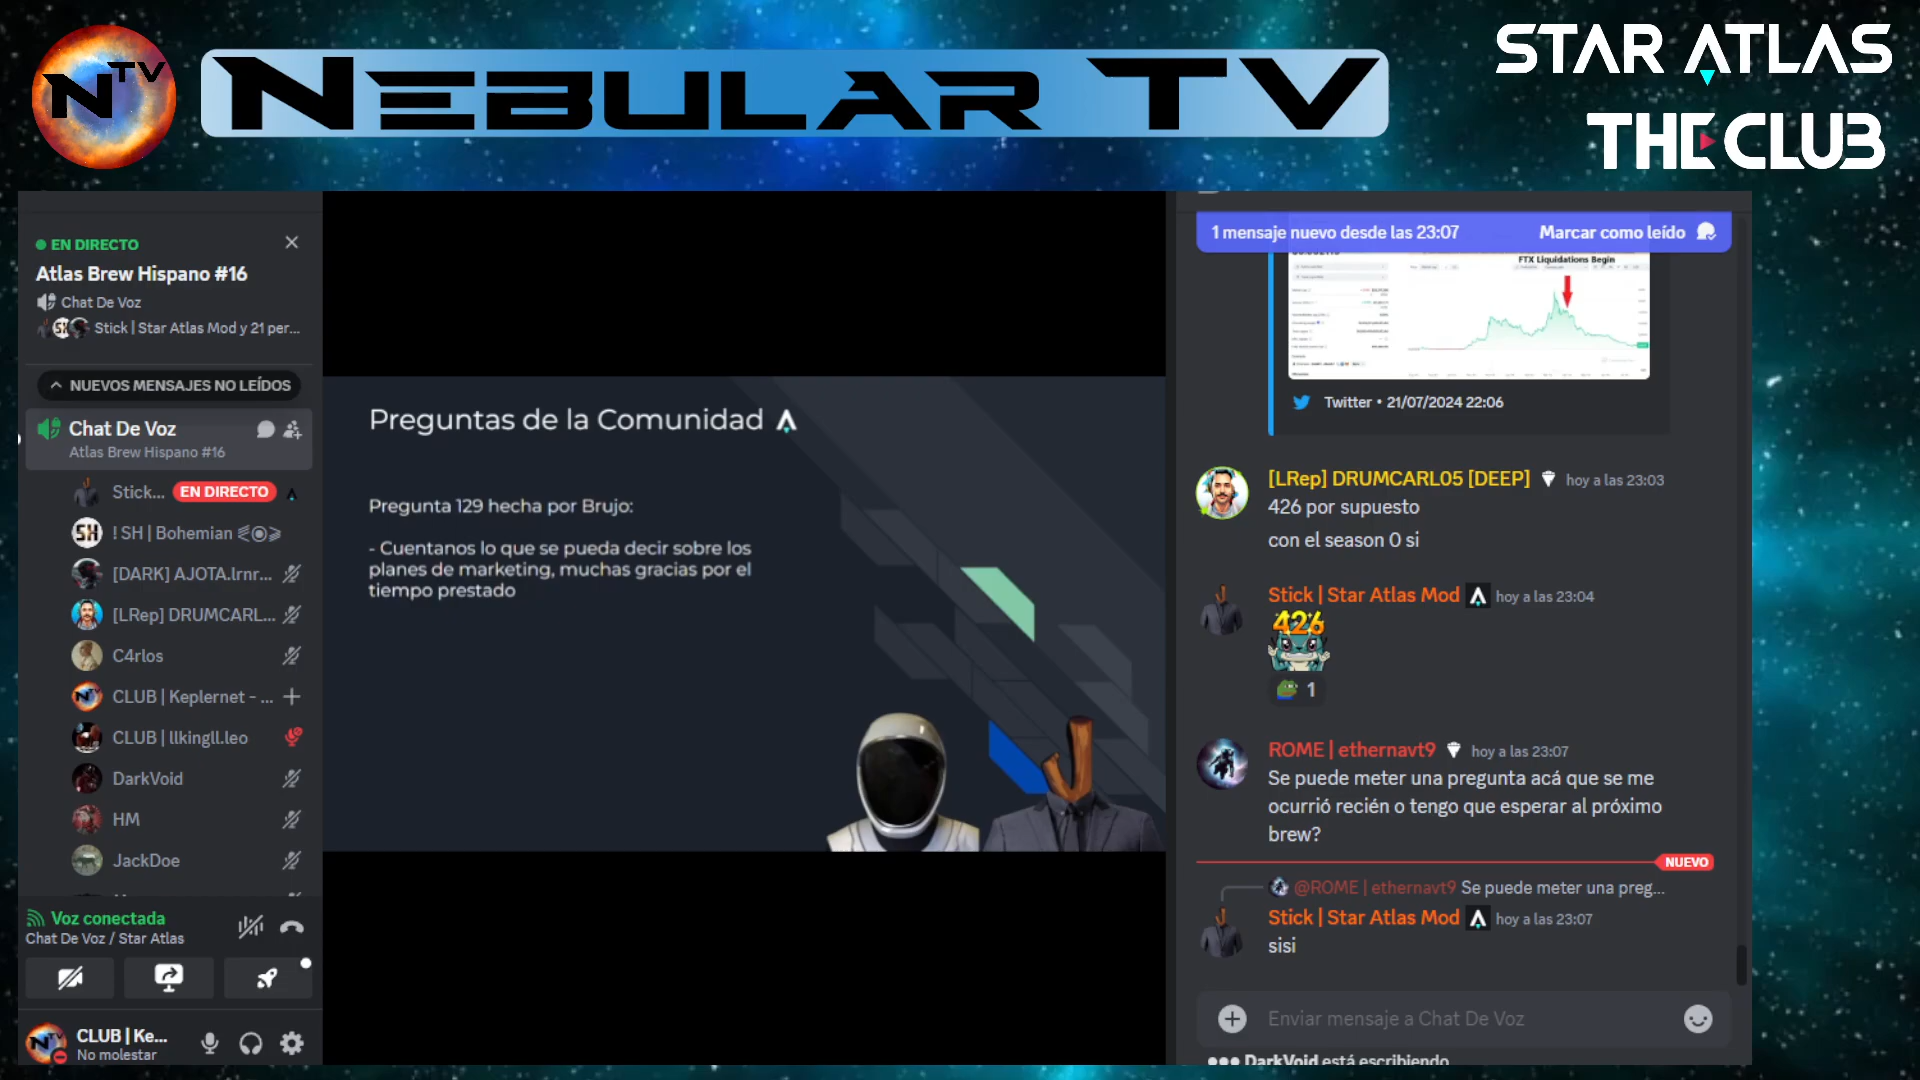 NTV
NEBULAR TV
STAR ATLAS
THE CLUB
EN DIRECTO
Atlas Brew Hispano #16
Chat De Voz
Stick | Star Atlas Mod y 21 per...
NUEVOS MENSAJES NO LEÍDOS
Chat De Voz
Atlas Brew Hispano #16
Stick... EN DIRECTO
! SH | Bohemian
[DARK] AJOTA.lrnr...
[LRep] DRUMCARL...
C4rlos
CLUB | Keplernet - ...
CLUB | llkingll.leo
DarkVoid
HM
JackDoe
Voz conectada
Chat De Voz / Star Atlas
CLUB | Ke...
No molestar
Preguntas de la Comunidad
Pregunta 129 hecha por Brujo:
- Cuentanos lo que se pueda decir sobre los
planes de marketing, muchas gracias por el
tiempo prestado
1 mensaje nuevo desde las 23:07 Marcar como leído
FTX Liquidations Begin
Twitter • 21/07/2024 22:06
[LRep] DRUMCARL05 [DEEP] hoy a las 23:03
426 por supuesto
con el season 0 si
Stick | Star Atlas Mod hoy a las 23:04
426
1
ROME | ethernavt9 hoy a las 23:07
Se puede meter una pregunta acá que se me
ocurrió recién o tengo que esperar al próximo
brew?
NUEVO
@ROME | ethernavt9 Se puede meter una preg...
Stick | Star Atlas Mod hoy a las 23:07
sisi
Enviar mensaje a Chat De Voz
DarkVoid está escribiendo